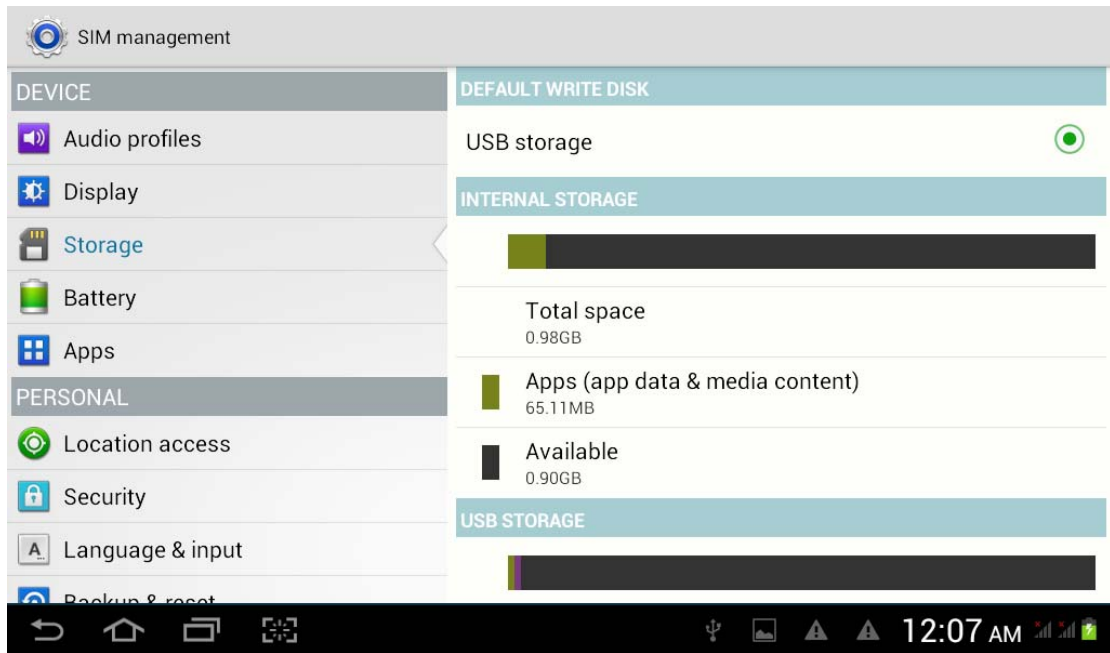 SIM management
DEVICE
Audio profiles
Display
Storage
Battery
Apps
PERSONAL
Location access
Security
Language & input
Backup & reset
DEFAULT WRITE DISK
USB storage
INTERNAL STORAGE
Total space
0.98GB
Apps (app data & media content)
65.11MB
Available
0.90GB
USB STORAGE
12:07 AM